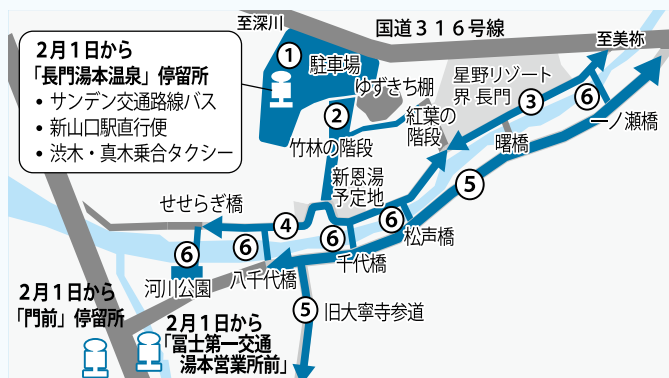 至深川
国道３１６号線
至美祢
２月１日から
「長門湯本温泉」停留所
• サンデン交通路線バス
• 新山口駅直行便
• 渋木・真木乗合タクシー
①
駐車場
ゆずきち棚
②
竹林の階段
紅葉の
階段
星野リゾート
界 長門
③
⑥
一ノ瀬橋
曙橋
⑤
新恩湯
予定地
せせらぎ橋
④
⑥
松声橋
⑥
千代橋
⑥
八千代橋
⑥
河川公園
⑤
旧大寧寺参道
２月１日から
「門前」停留所
２月１日から
「冨士第一交通
湯本営業所前」